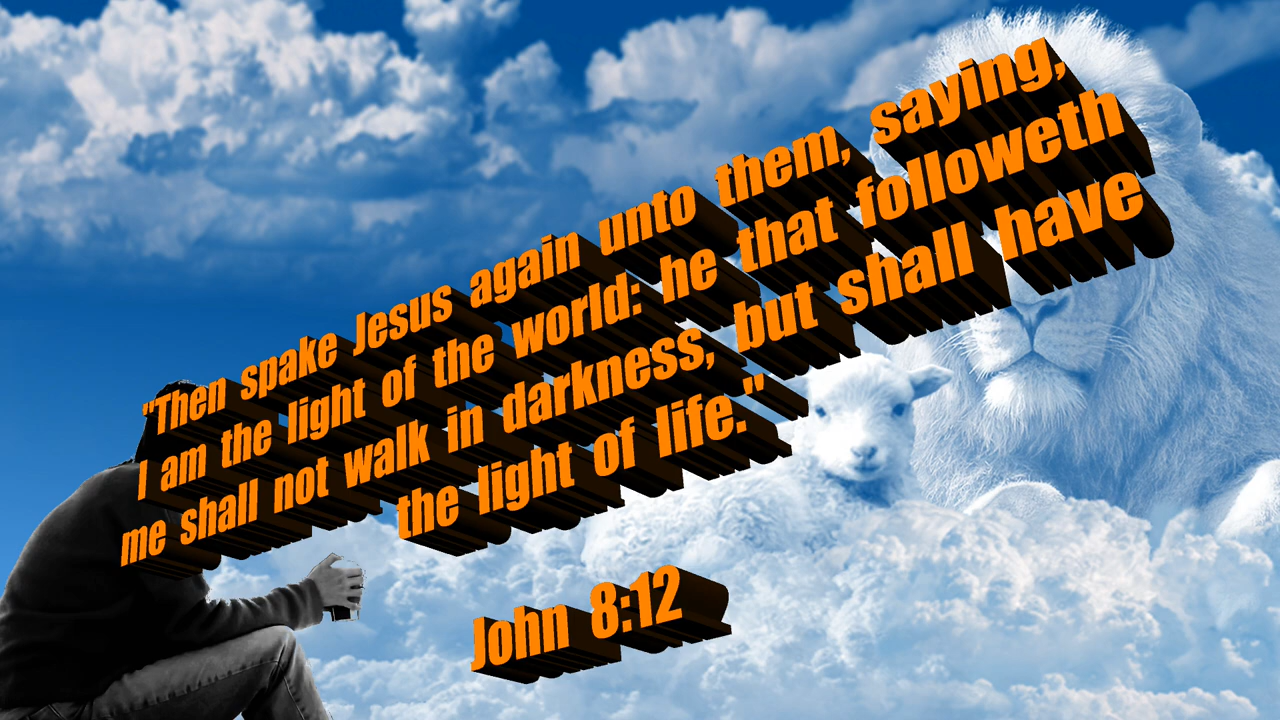 "Then spake Jesus again unto them, saying,
I am the light of the world: he that followeth
me shall not walk in darkness, but shall have
the light of life."
John 8:12